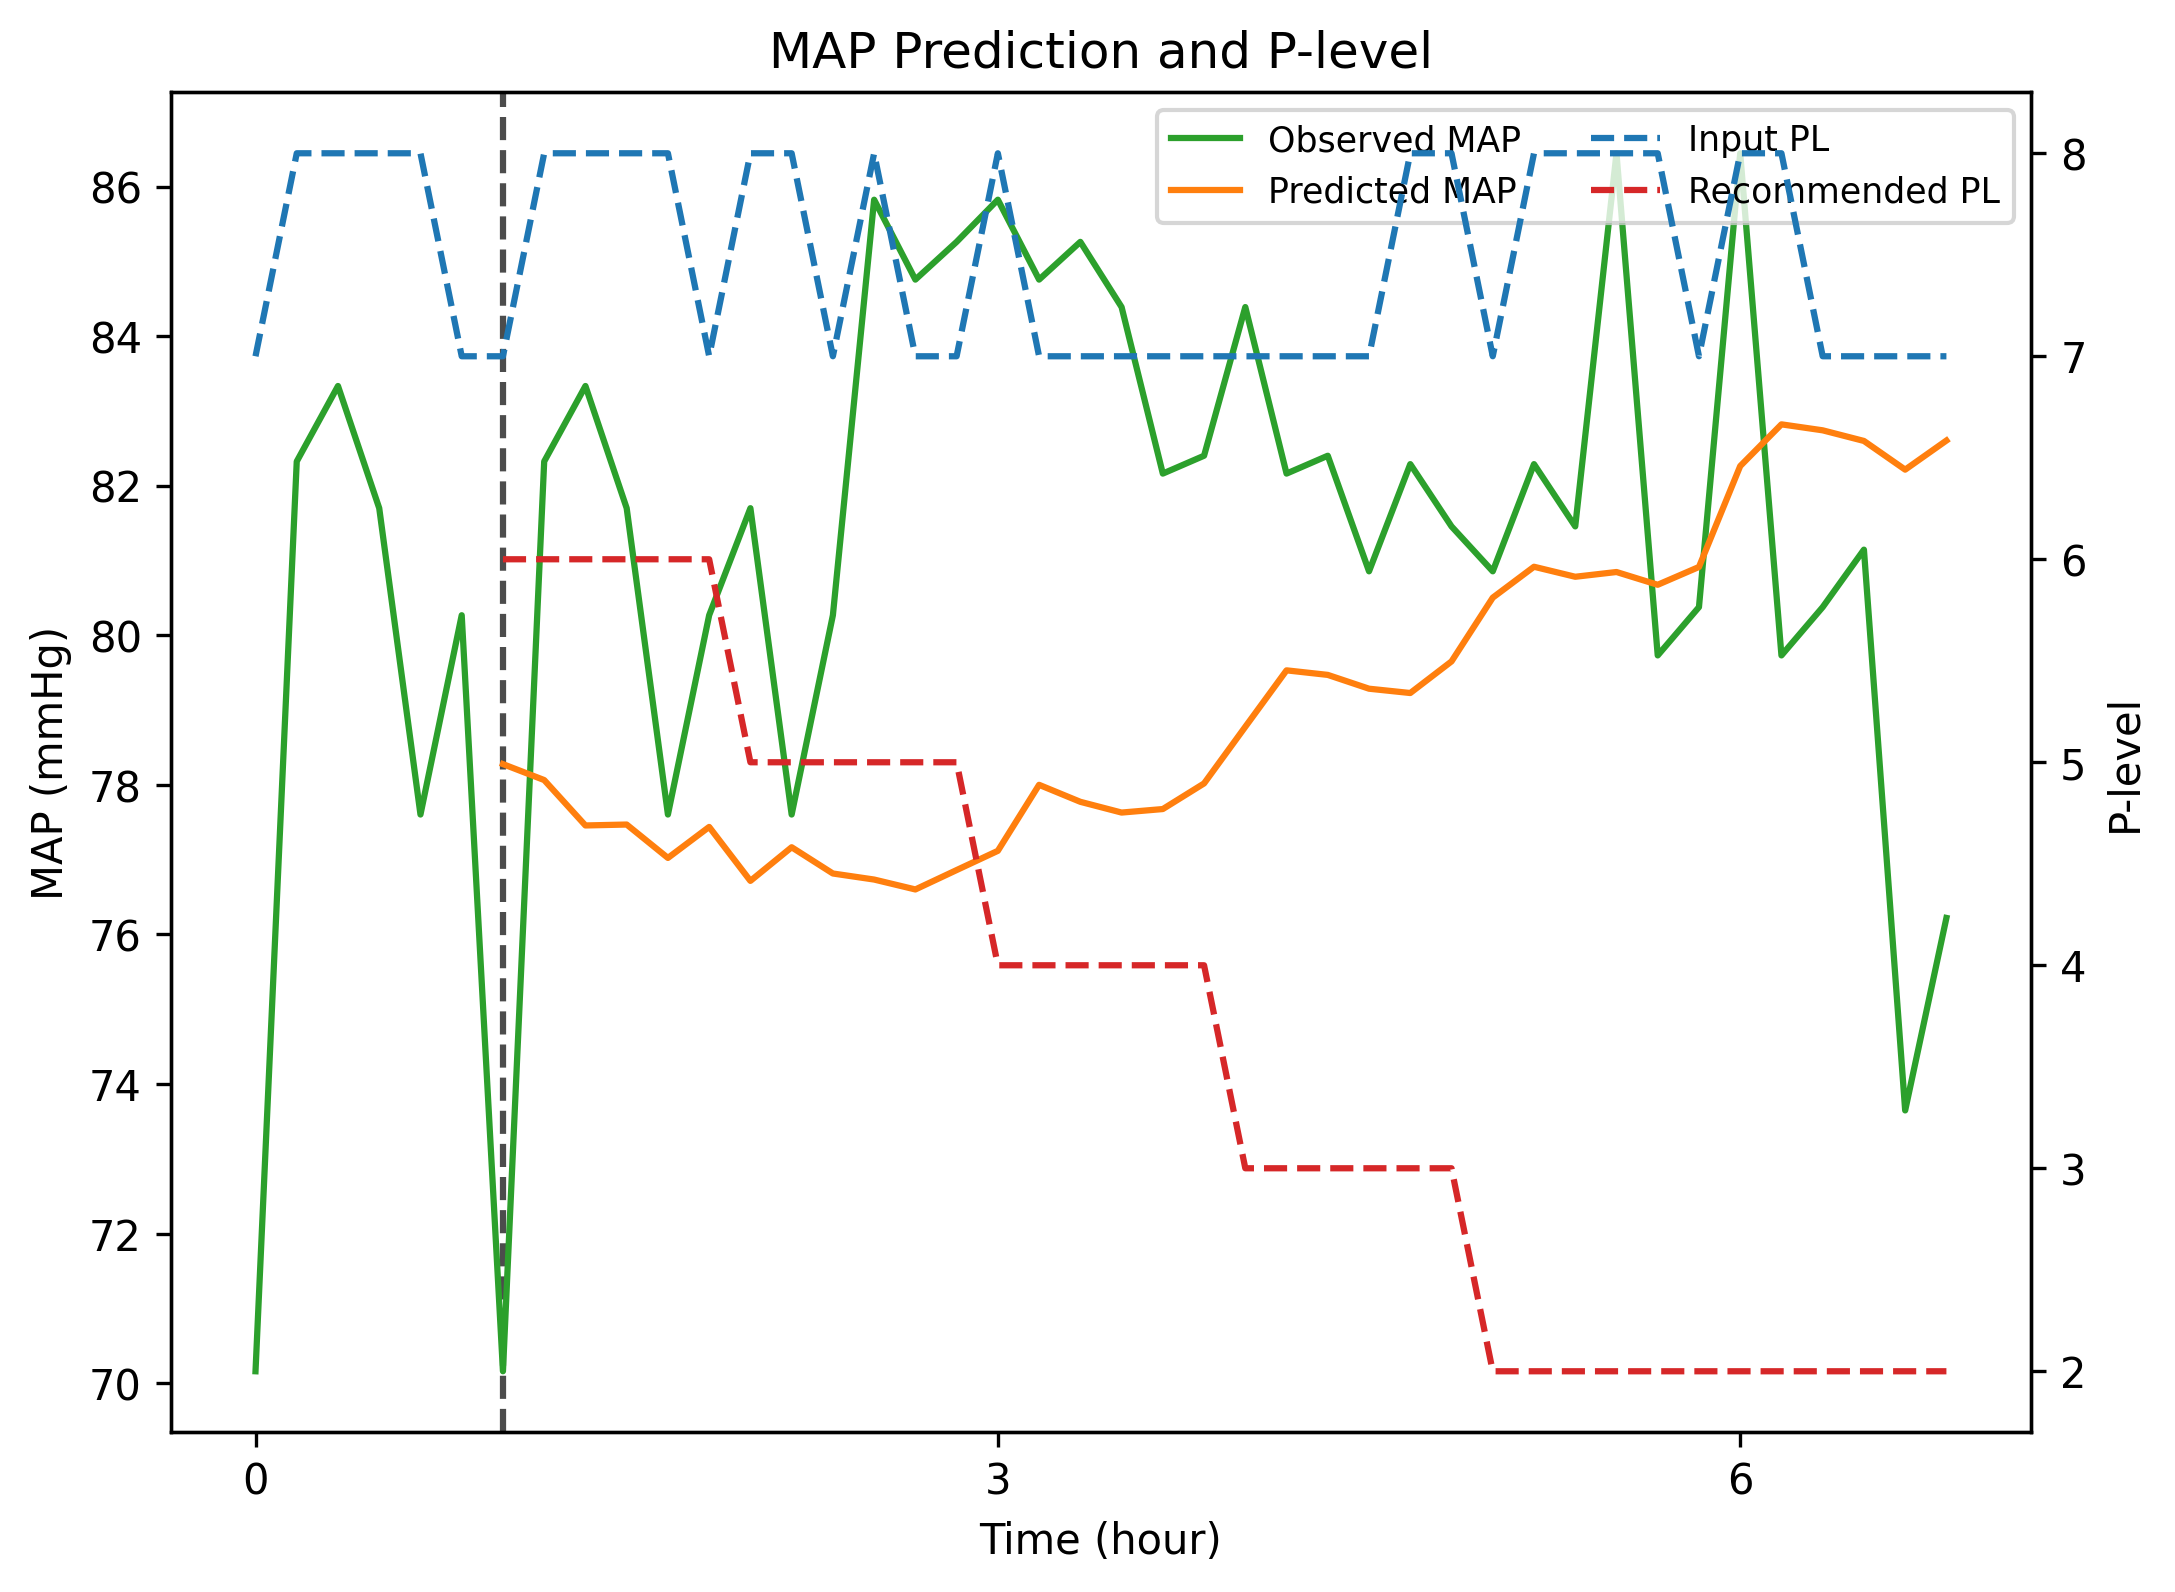 MAP Prediction and P-level
Observed MAP
Predicted MAP
Input PL
Recommended PL
MAP (mmHg)
86
84
82
80
78
76
74
72
70
P-level
8
7
6
5
4
3
2
0
3
6
Time (hour)